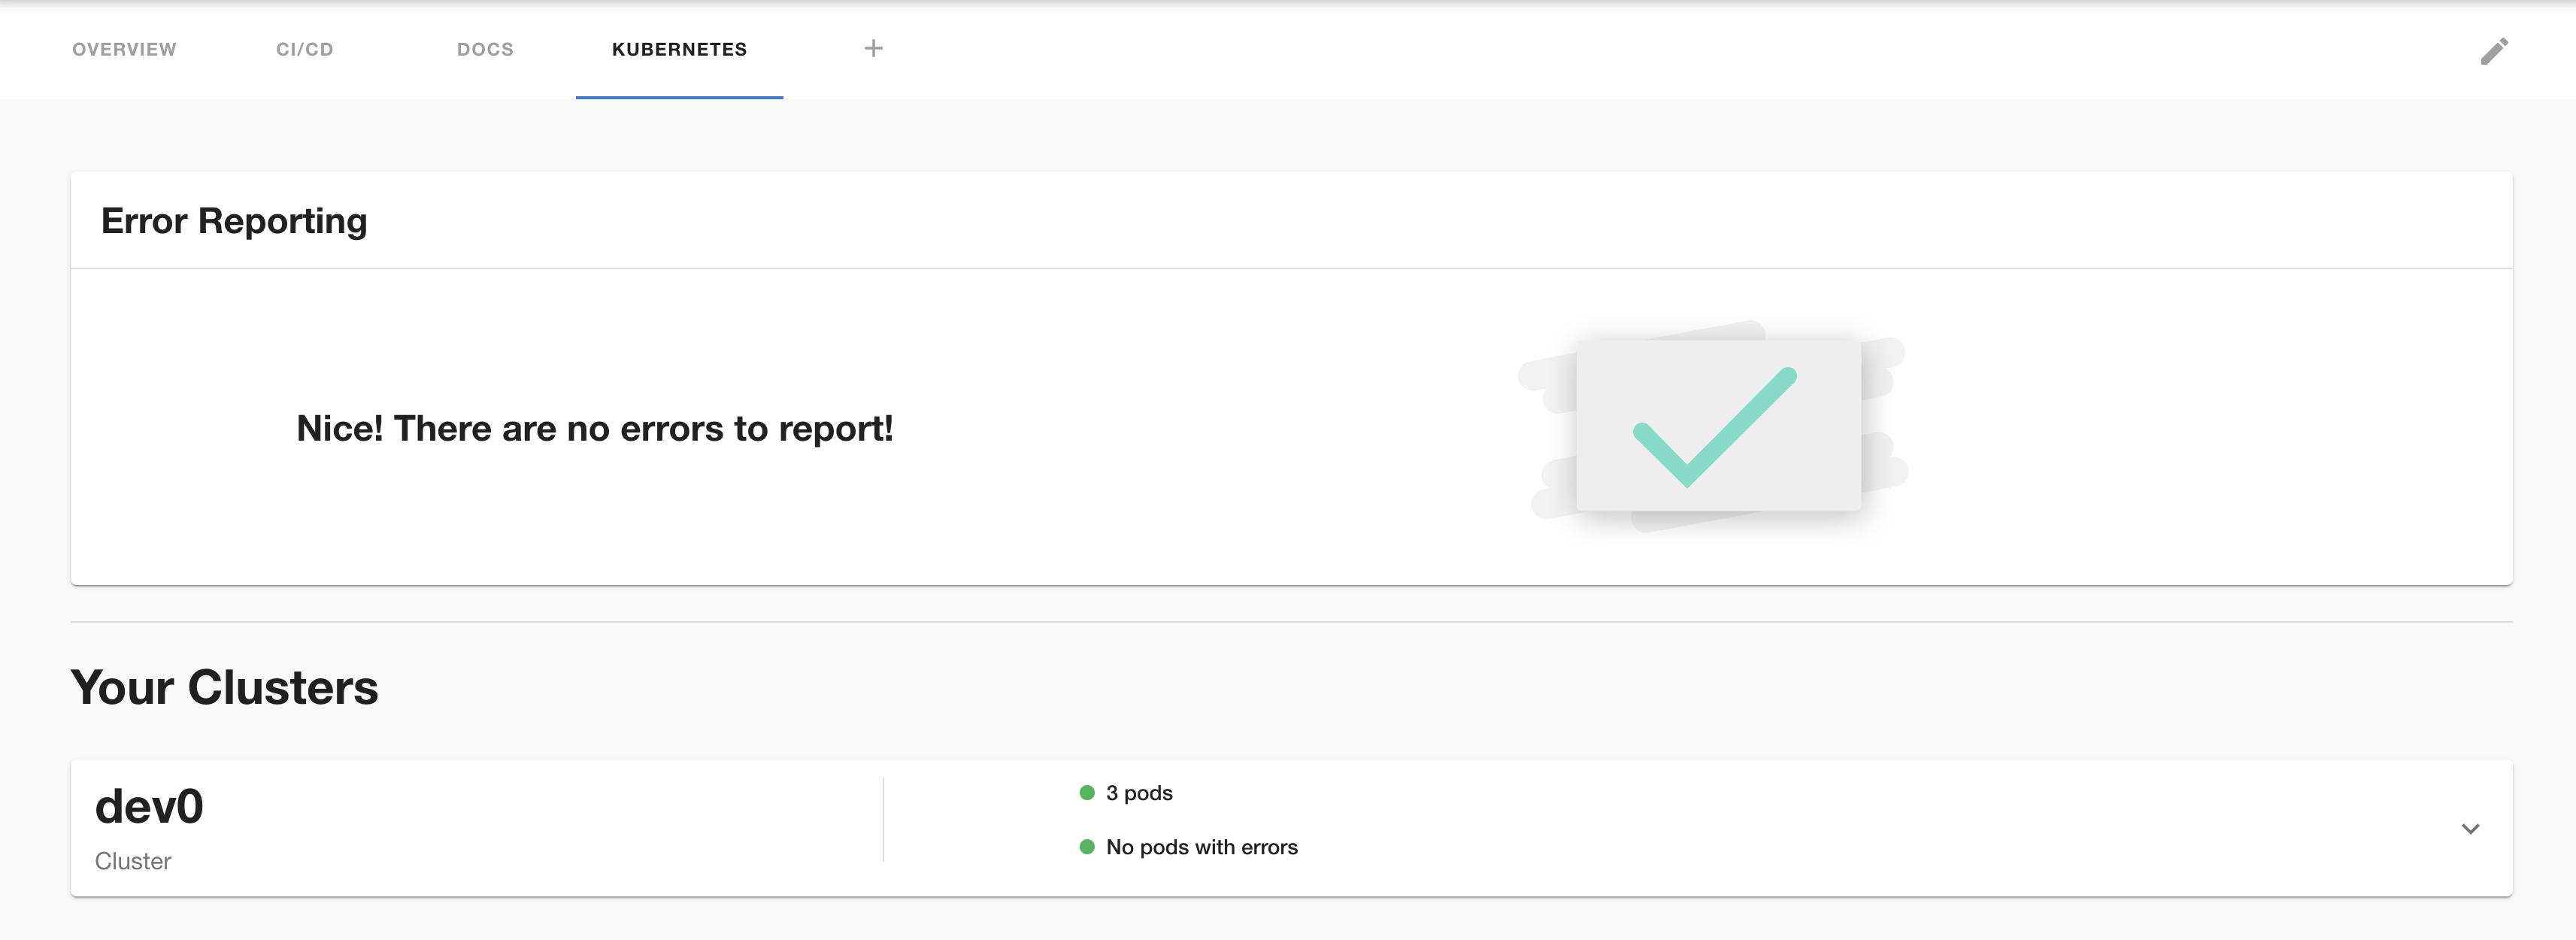 OVERVIEW CI/CD DOCS KUBERNETES +
Error Reporting
Nice! There are no errors to report!
Your Clusters
dev0
Cluster
3 pods
No pods with errors